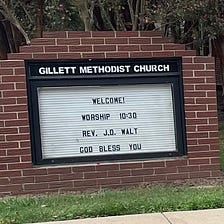 GILLETT METHODIST CHURCH
WELCOME!
WORSHIP 10:30
REV. J.O. WALT
GOD BLESS YOU